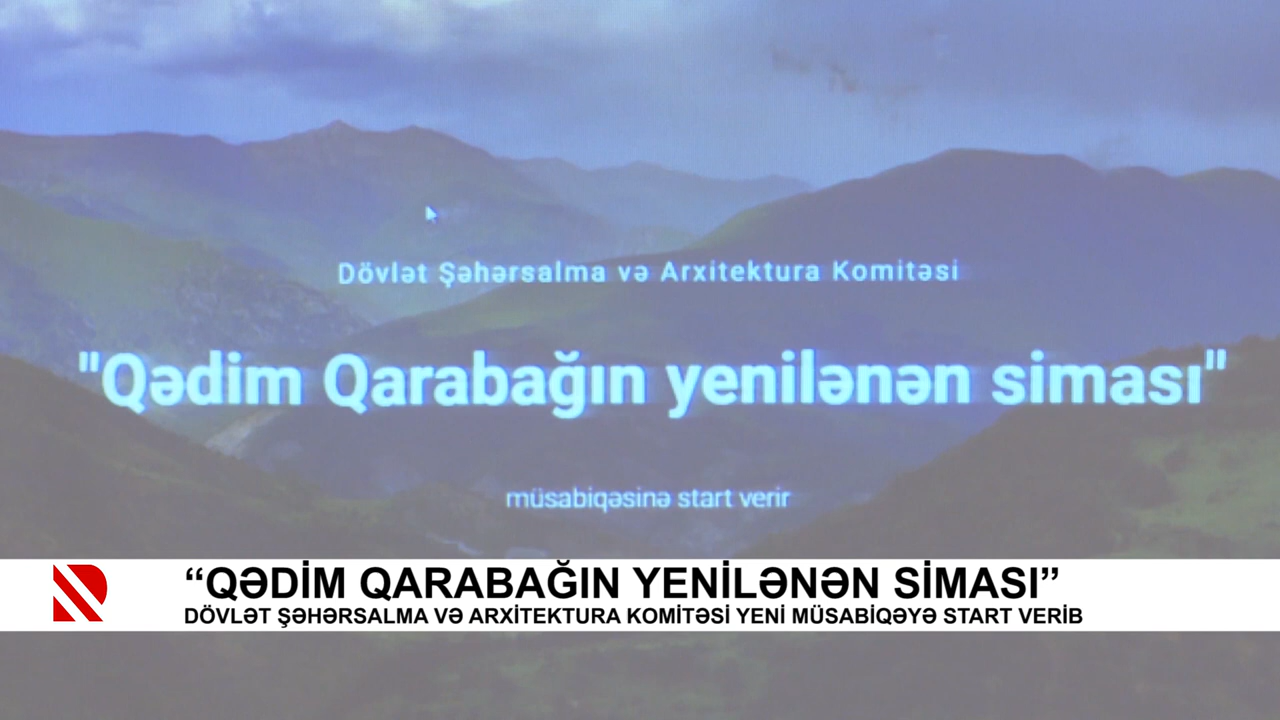 Dövlət Şəhərsalma və Arxitektura Komitəsi
"Qədim Qarabağın yenilənən siması"
müsabiqəsinə start verir
“QƏDİM QARABAĞIN YENİLƏNƏN SİMASI”
DÖVLƏT ŞƏHƏRSALMA VƏ ARXİTEKTURA KOMİTƏSİ YENİ MÜSABİQƏYƏ START VERİB